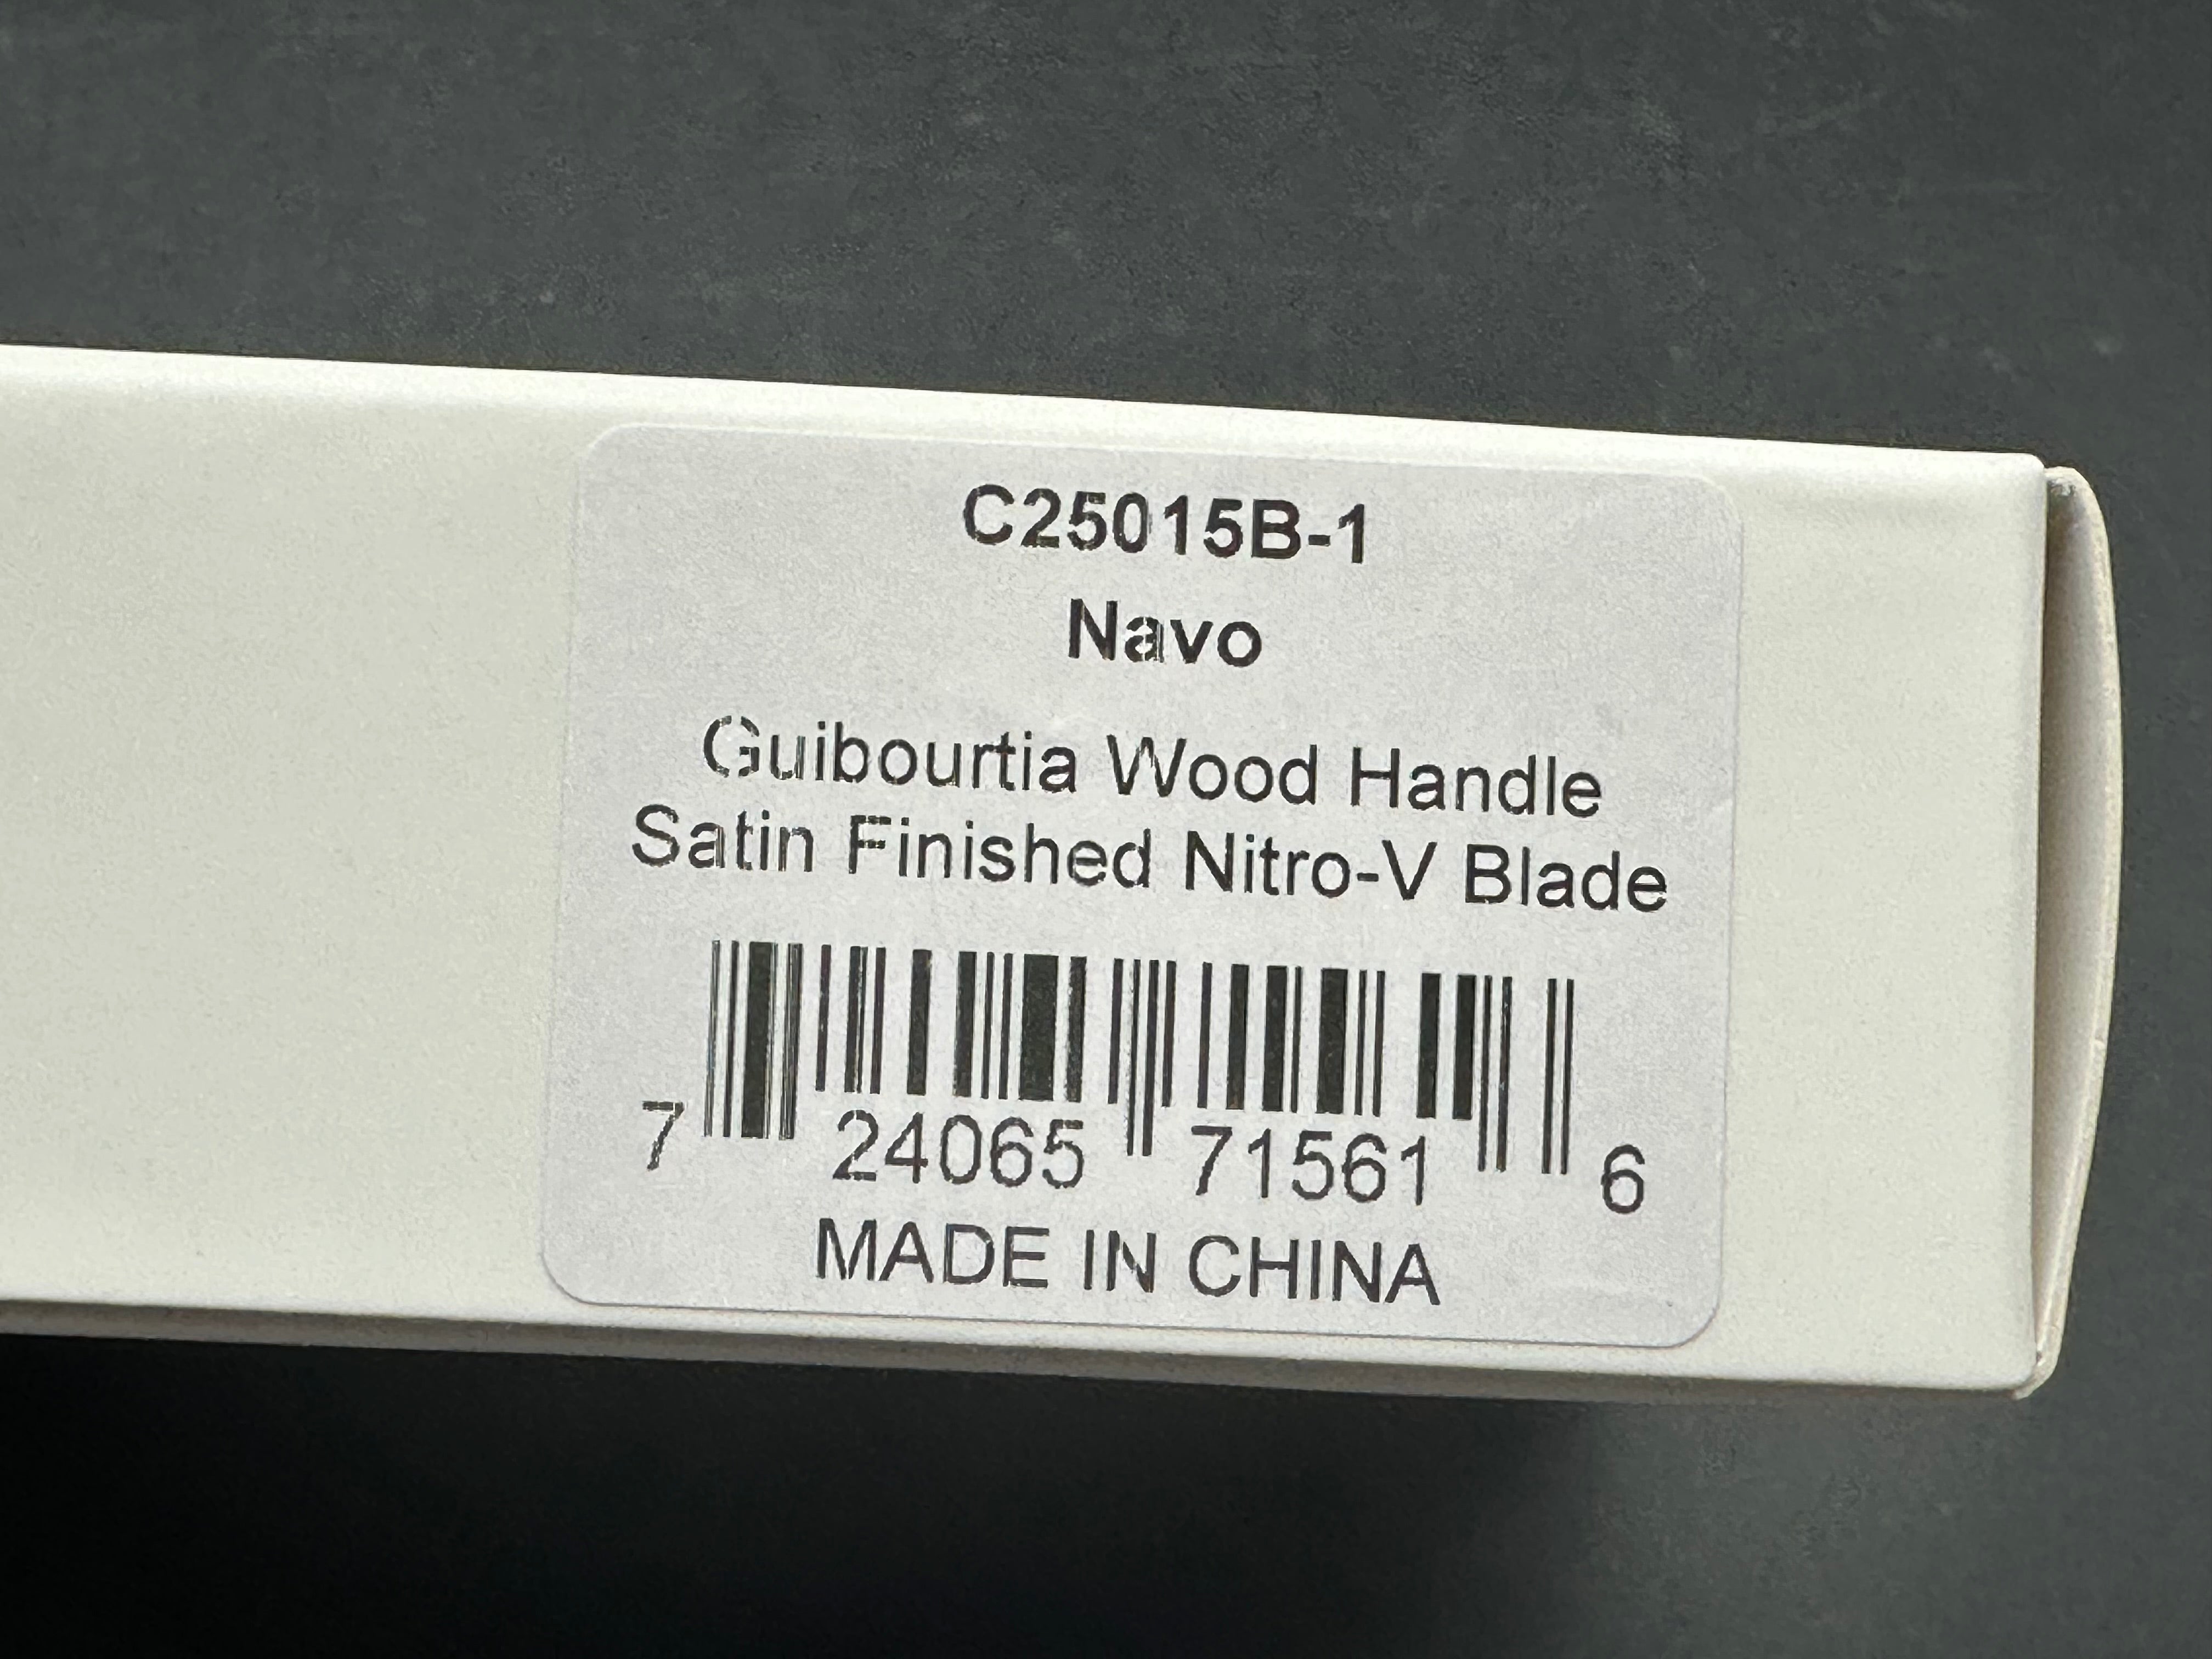 C25015B-1
Navo
Guibourtia Wood Handle
Satin Finished Nitro-V Blade
7 24065 71561 6
MADE IN CHINA